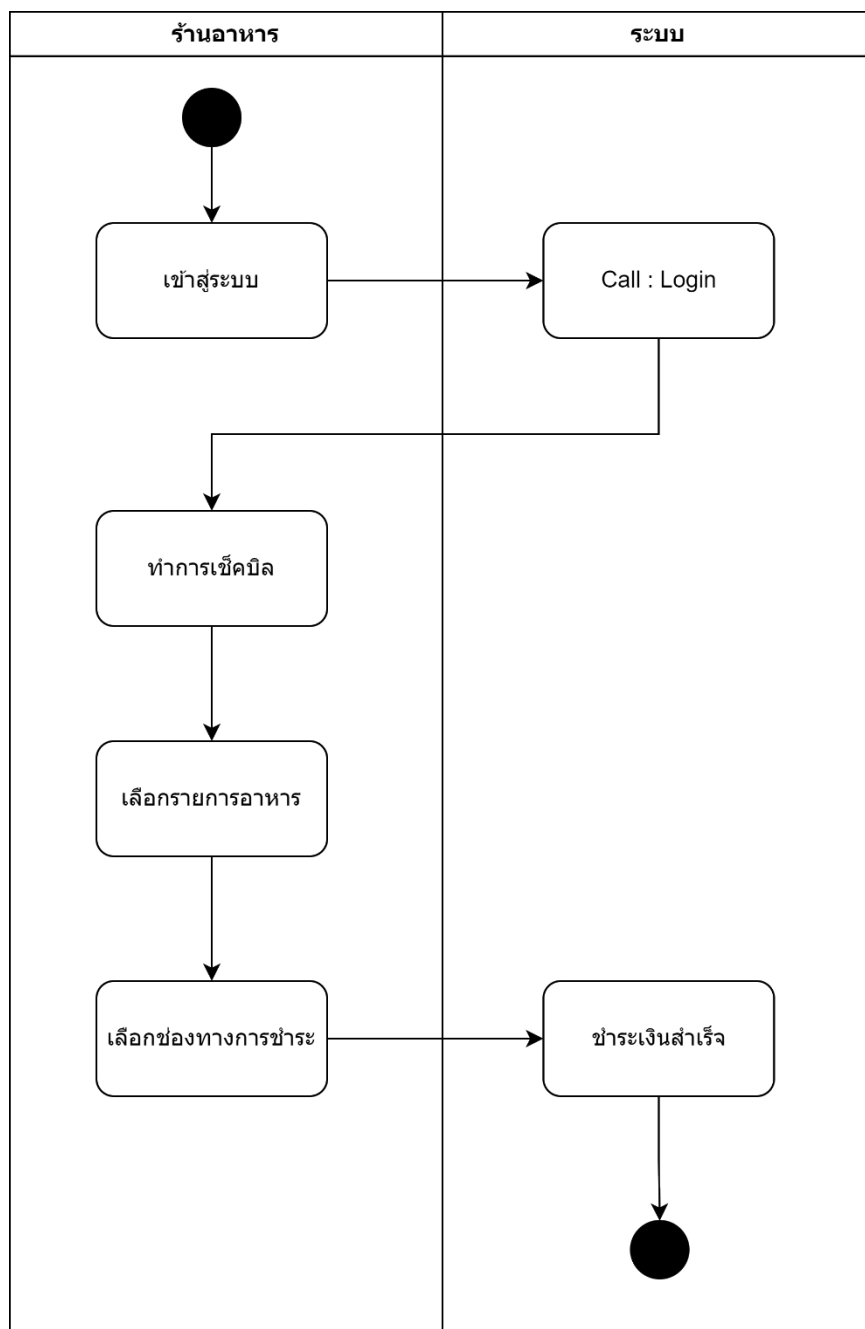 ร้านอาหาร
ระบบ
เข้าสู่ระบบ
Call : Login
ทำการเช็คบิล
เลือกรายการอาหาร
เลือกช่องทางการชำระ
ชำระเงินสำเร็จ